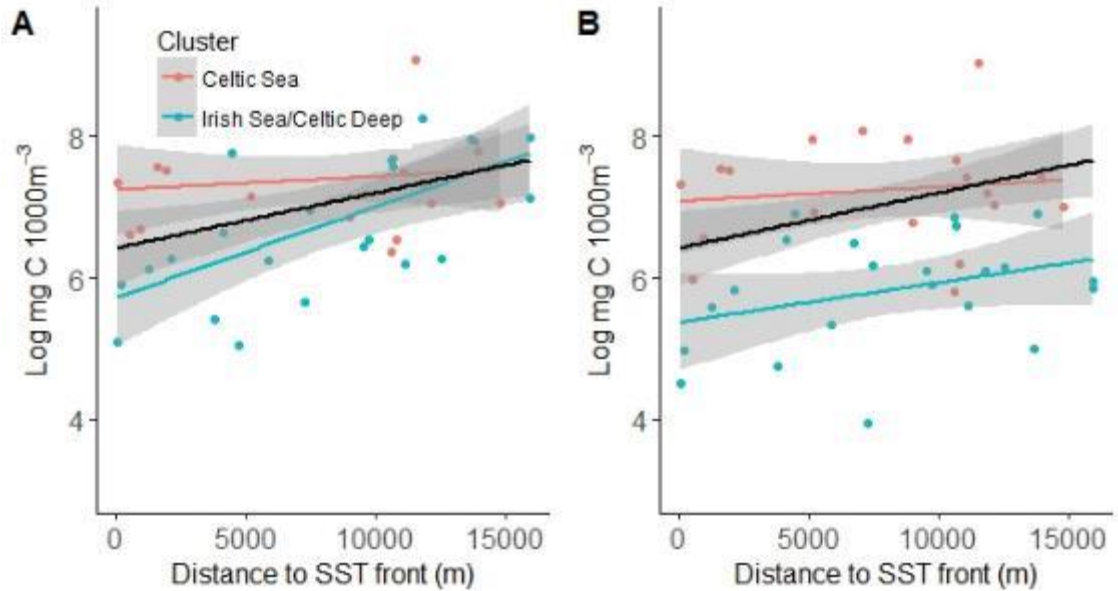 A
Cluster
Celtic Sea
Irish Sea/Celtic Deep
8
6
4
Log mg C 1000m⁻³
0 5000 10000 15000
Distance to SST front (m)
B
8
6
4
Log mg C 1000m⁻³
0 5000 10000 15000
Distance to SST front (m)